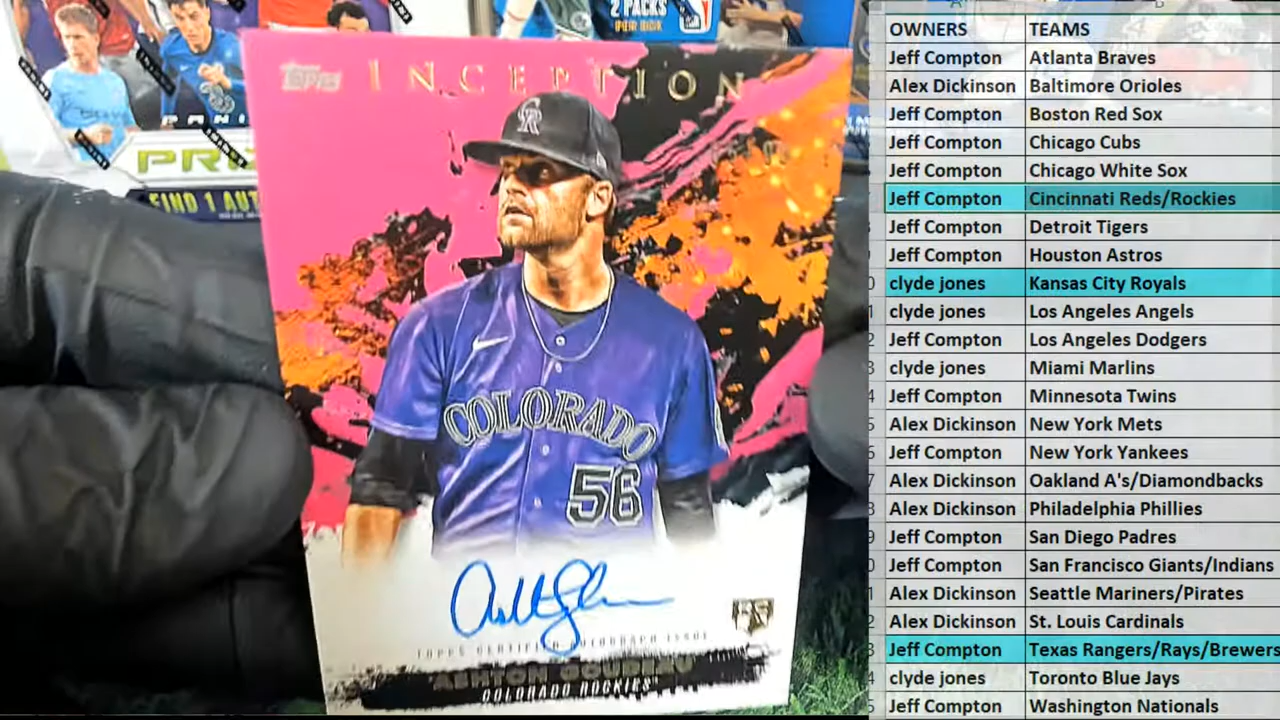 2 PACKS
PER BOX
PANI
PR
FIND 1 AUT
TOPPS
INCEPTION
COLORADO
56
RC
TOPPS CERTIFIED AUTOGRAPH ISSUE
ASHTON GOUDEAU
COLORADO ROCKIES
OWNERS TEAMS
Jeff Compton Atlanta Braves
Alex Dickinson Baltimore Orioles
Jeff Compton Boston Red Sox
Jeff Compton Chicago Cubs
Jeff Compton Chicago White Sox
Jeff Compton Cincinnati Reds/Rockies
Jeff Compton Detroit Tigers
Jeff Compton Houston Astros
clyde jones Kansas City Royals
clyde jones Los Angeles Angels
Jeff Compton Los Angeles Dodgers
clyde jones Miami Marlins
Jeff Compton Minnesota Twins
Alex Dickinson New York Mets
Jeff Compton New York Yankees
Alex Dickinson Oakland A's/Diamondbacks
Alex Dickinson Philadelphia Phillies
Jeff Compton San Diego Padres
Jeff Compton San Francisco Giants/Indians
Alex Dickinson Seattle Mariners/Pirates
Alex Dickinson St. Louis Cardinals
Jeff Compton Texas Rangers/Rays/Brewers
clyde jones Toronto Blue Jays
Jeff Compton Washington Nationals